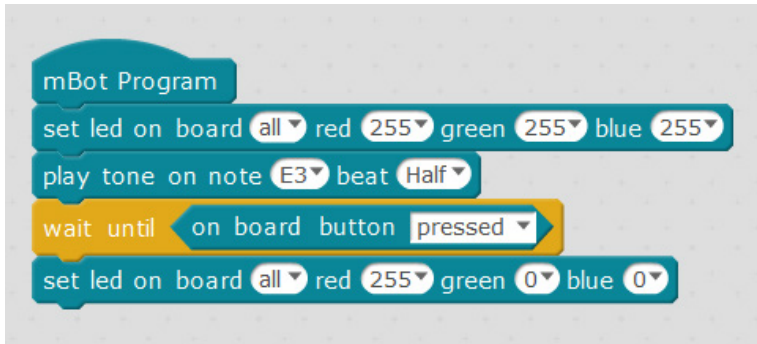 mBot Program
set led on board all red 255 green 255 blue 255
play tone on note E3 beat Half
wait until on board button pressed
set led on board all red 255 green 0 blue 0